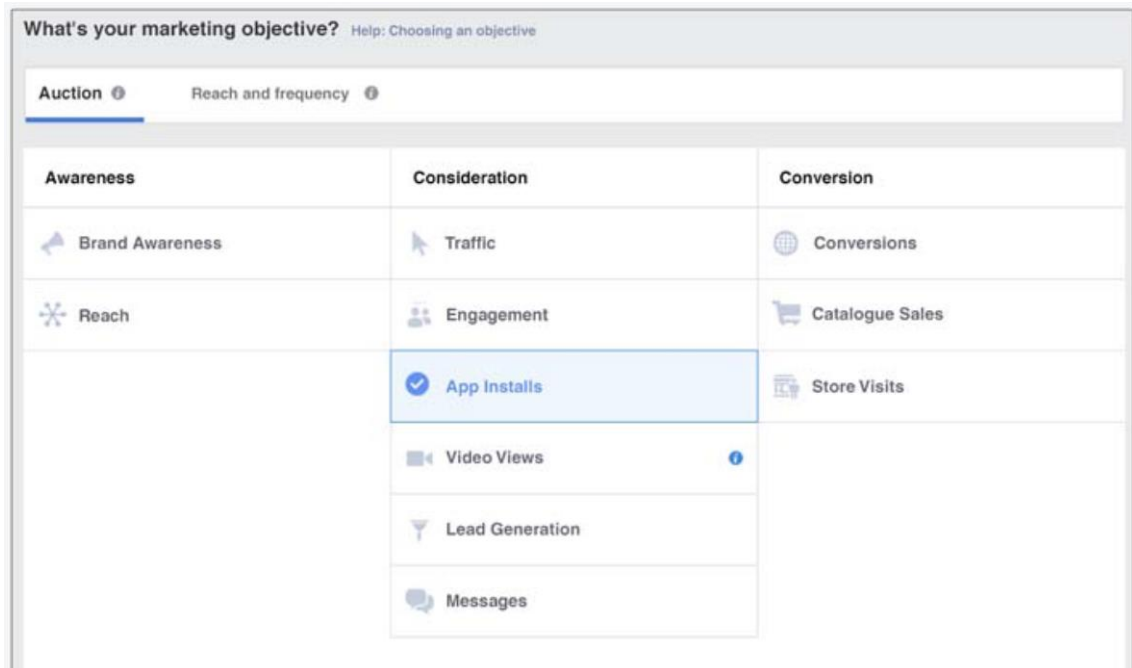 What's your marketing objective? Help: Choosing an objective
Auction Reach and frequency
Awareness Consideration Conversion
Brand Awareness Traffic Conversions
Reach Engagement Catalogue Sales
App Installs Store Visits
Video Views
Lead Generation
Messages